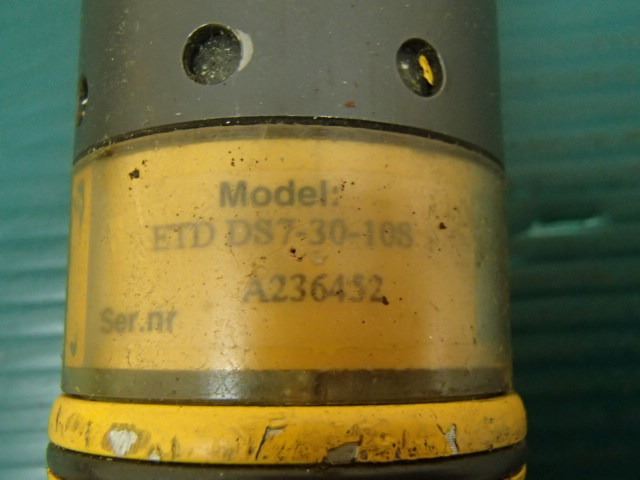 Model:
ETD DS7-30-10S
A236452
Ser.nr